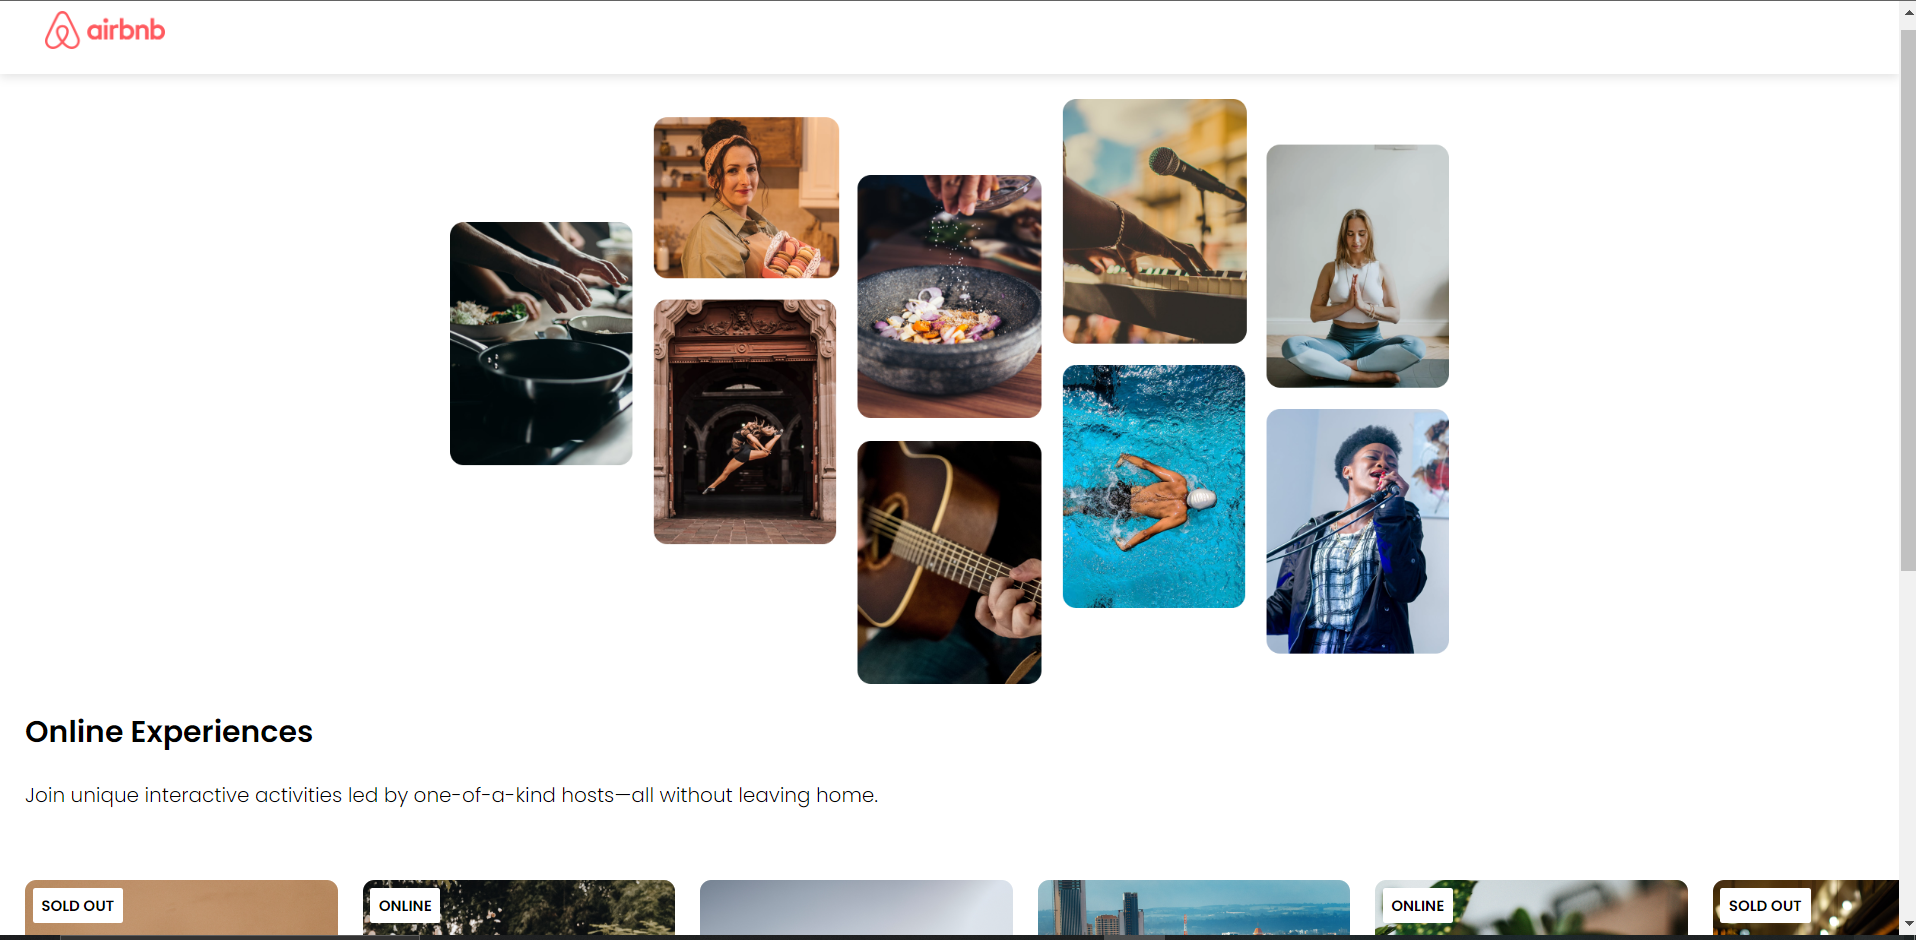 airbnb
Online Experiences
Join unique interactive activities led by one-of-a-kind hosts—all without leaving home.
SOLD OUT
ONLINE
ONLINE
SOLD OUT